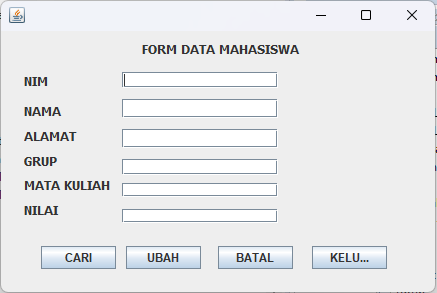 FORM DATA MAHASISWA
NIM
NAMA
ALAMAT
GRUP
MATA KULIAH
NILAI
CARI UBAH BATAL KELU...